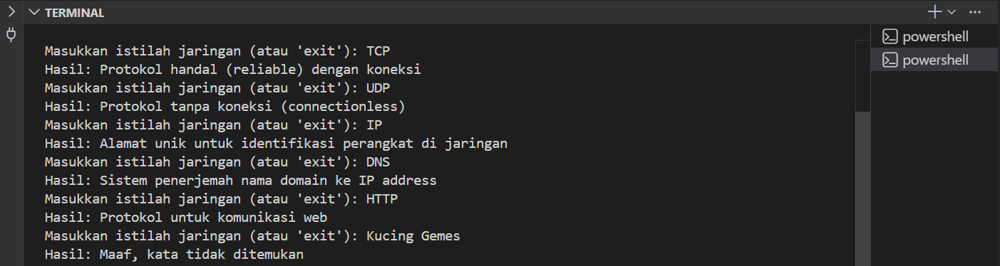 TERMINAL
powershell
powershell
Masukkan istilah jaringan (atau 'exit'): TCP
Hasil: Protokol handal (reliable) dengan koneksi
Masukkan istilah jaringan (atau 'exit'): UDP
Hasil: Protokol tanpa koneksi (connectionless)
Masukkan istilah jaringan (atau 'exit'): IP
Hasil: Alamat unik untuk identifikasi perangkat di jaringan
Masukkan istilah jaringan (atau 'exit'): DNS
Hasil: Sistem penerjemah nama domain ke IP address
Masukkan istilah jaringan (atau 'exit'): HTTP
Hasil: Protokol untuk komunikasi web
Masukkan istilah jaringan (atau 'exit'): Kucing Gemes
Hasil: Maaf, kata tidak ditemukan